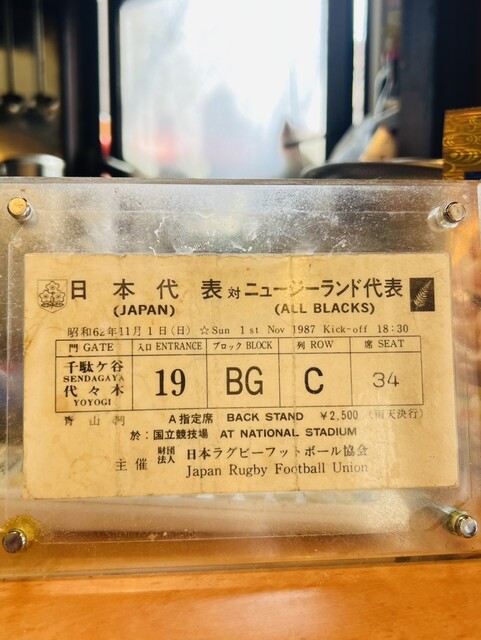 日本代表対ニュージーランド代表
(JAPAN) (ALL BLACKS)
昭和62年11月1日(日) ☆Sun 1st Nov 1987 Kick-off 18:30
門 GATE 入口 ENTRANCE ブロック BLOCK 列 ROW 席 SEAT
千駄ケ谷
SENDAGAYA
代々木
YOYOGI
19 BG C 34
青山門 A指定席 BACK STAND ¥2,500 (雨天決行)
於:国立競技場 AT NATIONAL STADIUM
主催 財団法人 日本ラグビーフットボール協会
Japan Rugby Football Union